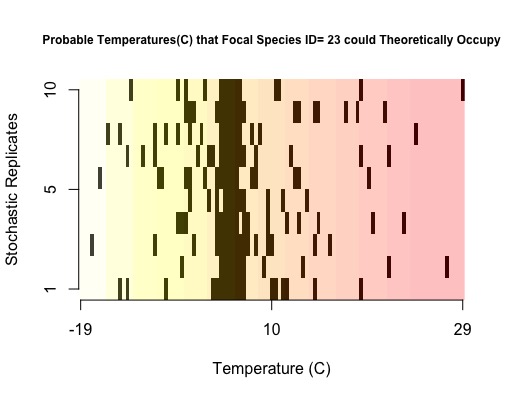 Probable Temperatures(C) that Focal Species ID= 23 could Theoretically Occupy
10
5
1
Stochastic Replicates
-19
10
29
Temperature (C)